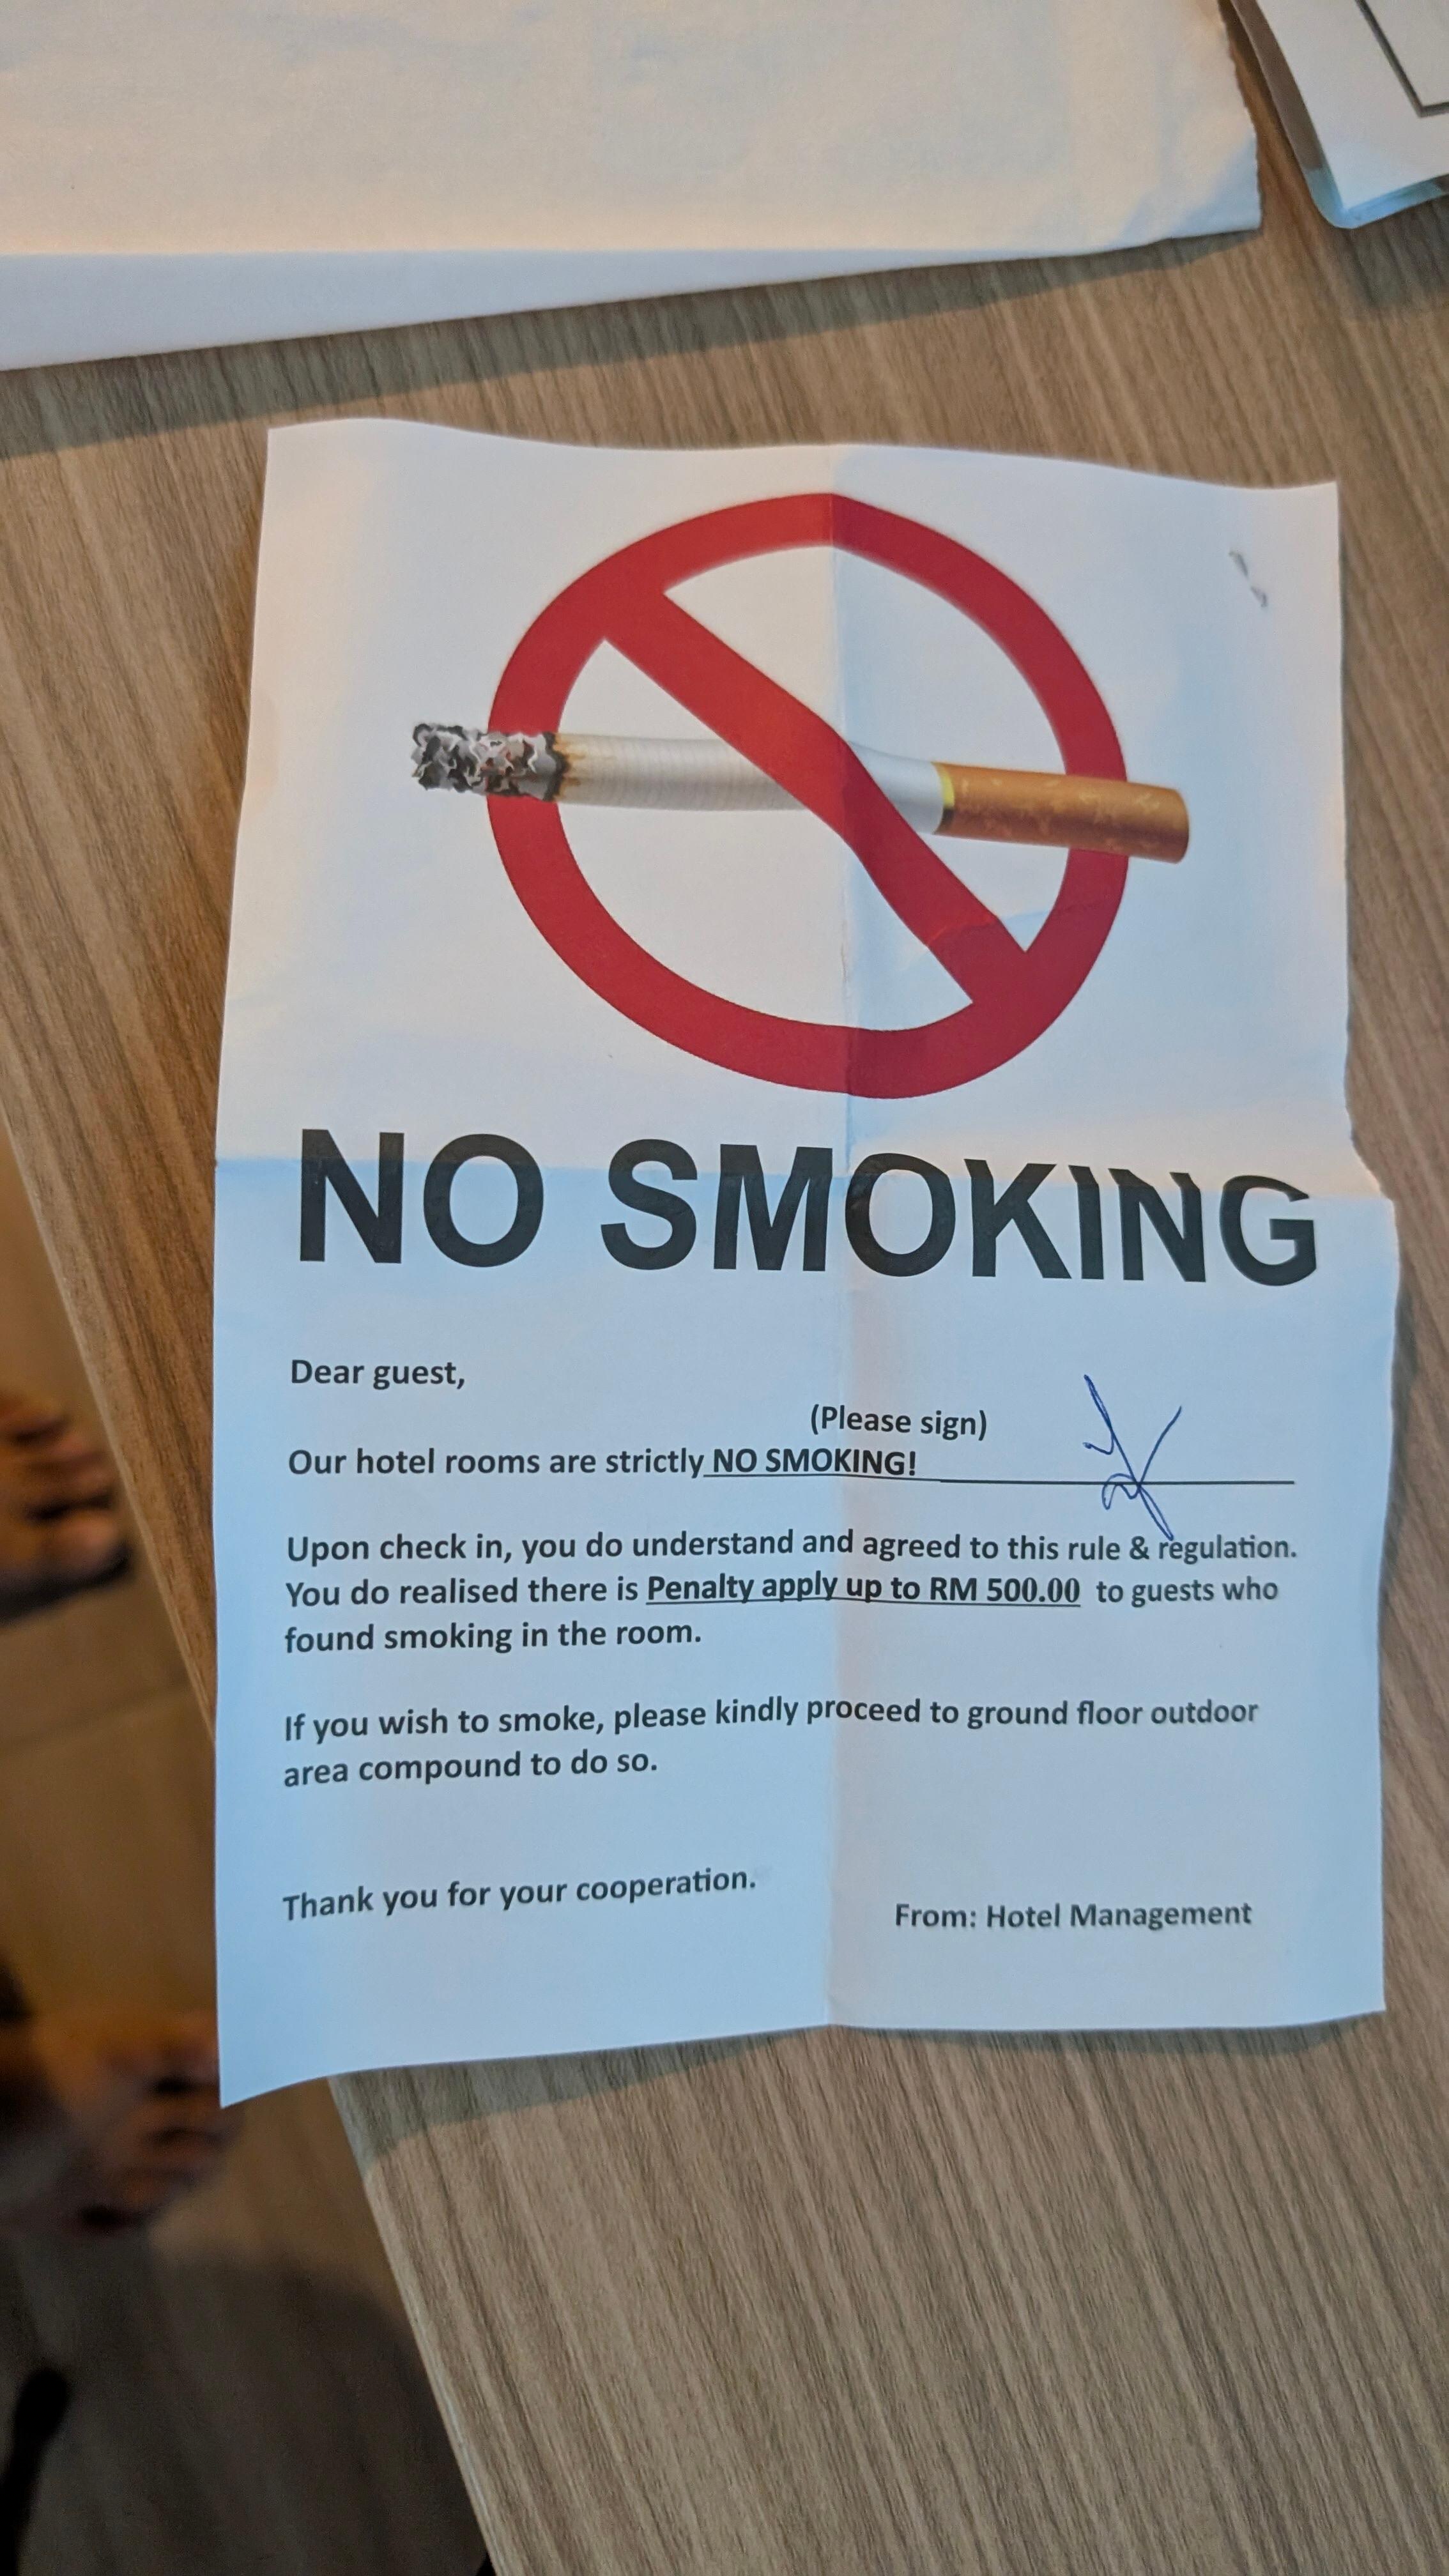 NO SMOKING
Dear guest,
(Please sign)
Our hotel rooms are strictly NO SMOKING!
Upon check in, you do understand and agreed to this rule & regulation.
You do realised there is Penalty apply up to RM 500.00 to guests who
found smoking in the room.
If you wish to smoke, please kindly proceed to ground floor outdoor
area compound to do so.
Thank you for your cooperation.
From: Hotel Management